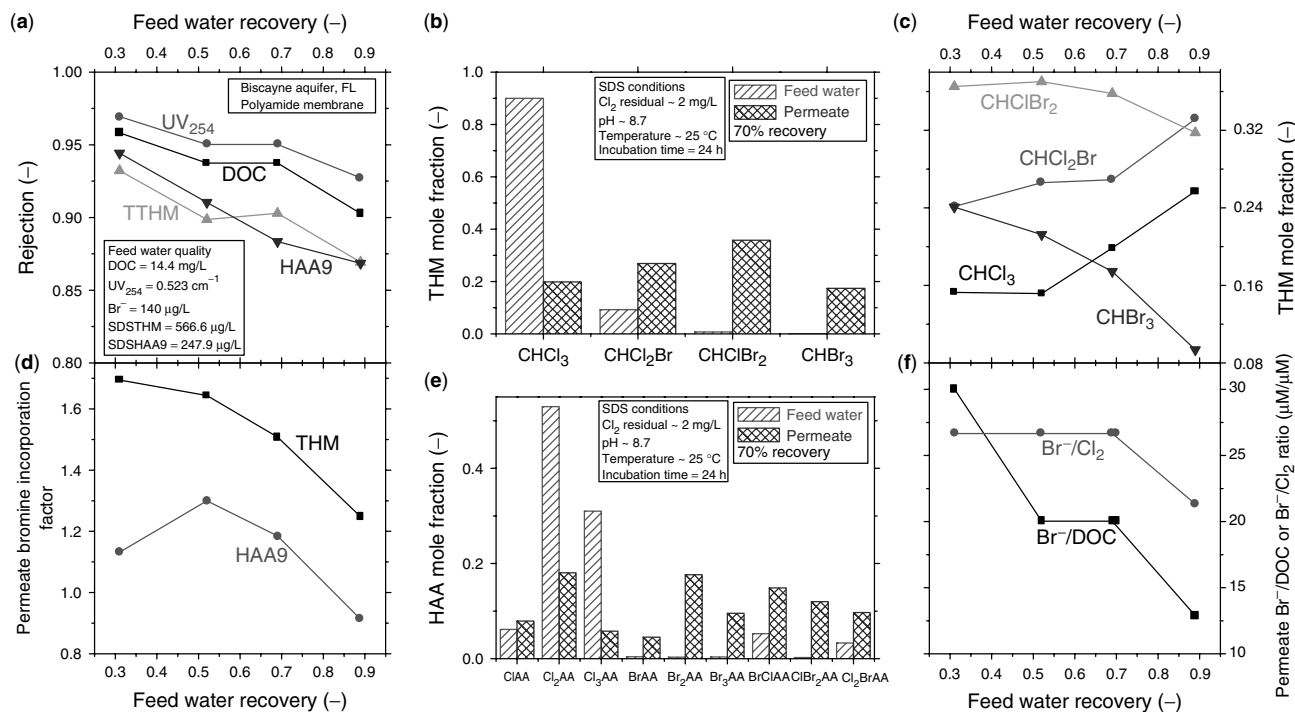 (a)
Feed water recovery (–)
0.3 0.4 0.5 0.6 0.7 0.8 0.9
Rejection (–)
1.00
0.95
0.90
0.85
0.80
Biscayne aquifer, FL
Polyamide membrane
UV254
DOC
TTHM
HAA9
Feed water quality
DOC = 14.4 mg/L
UV254 = 0.523 cm⁻¹
Br⁻ = 140 µg/L
SDSTHM = 566.6 µg/L
SDSHAA9 = 247.9 µg/L
(b)
THM mole fraction (–)
1.0
0.8
0.6
0.4
0.2
0.0
SDS conditions
Cl2 residual ~ 2 mg/L
pH ~ 8.7
Temperature ~ 25 °C
Incubation time = 24 h
Feed water
Permeate
70% recovery
CHCl3 CHCl2Br CHClBr2 CHBr3
(c)
Feed water recovery (–)
0.3 0.4 0.5 0.6 0.7 0.8 0.9
CHClBr2
CHCl2Br
CHCl3
CHBr3
0.32
0.24
0.16
0.08
THM mole fraction (–)
(d)
Permeate bromine incorporation
factor
1.8
1.6
1.4
1.2
1.0
0.8
THM
HAA9
0.3 0.4 0.5 0.6 0.7 0.8 0.9
Feed water recovery (–)
(e)
HAA mole fraction (–)
0.4
0.2
0.0
SDS conditions
Cl2 residual ~ 2 mg/L
pH ~ 8.7
Temperature ~ 25 °C
Incubation time = 24 h
Feed water
Permeate
70% recovery
ClAA Cl2AA Cl3AA BrAA Br2AA Br3AA BrClAA ClBr2AA Cl2BrAA
(f)
Br⁻/Cl2
Br⁻/DOC
30
25
20
15
10
Permeate Br⁻/DOC or Br⁻/Cl2 ratio (µM/µM)
0.3 0.4 0.5 0.6 0.7 0.8 0.9
Feed water recovery (–)